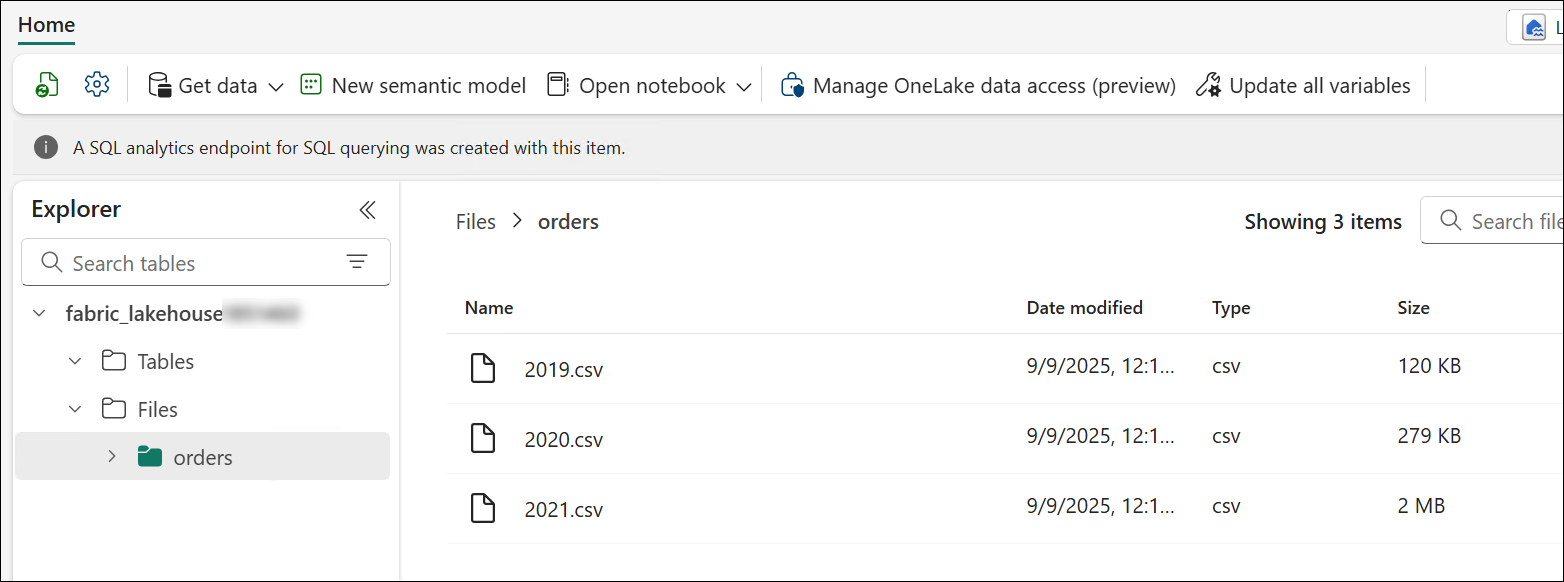 Home
L
Get data New semantic model Open notebook Manage OneLake data access (preview) Update all variables
A SQL analytics endpoint for SQL querying was created with this item.
Explorer
Search tables
fabric_lakehouse
Tables
Files
orders
Files > orders Showing 3 items Search file
Name Date modified Type Size
2019.csv 9/9/2025, 12:1... csv 120 KB
2020.csv 9/9/2025, 12:1... csv 279 KB
2021.csv 9/9/2025, 12:1... csv 2 MB